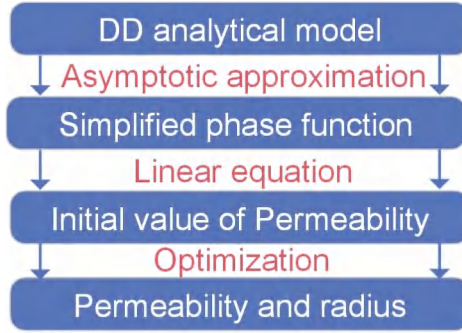 DD analytical model
Asymptotic approximation
Simplified phase function
Linear equation
Initial value of Permeability
Optimization
Permeability and radius